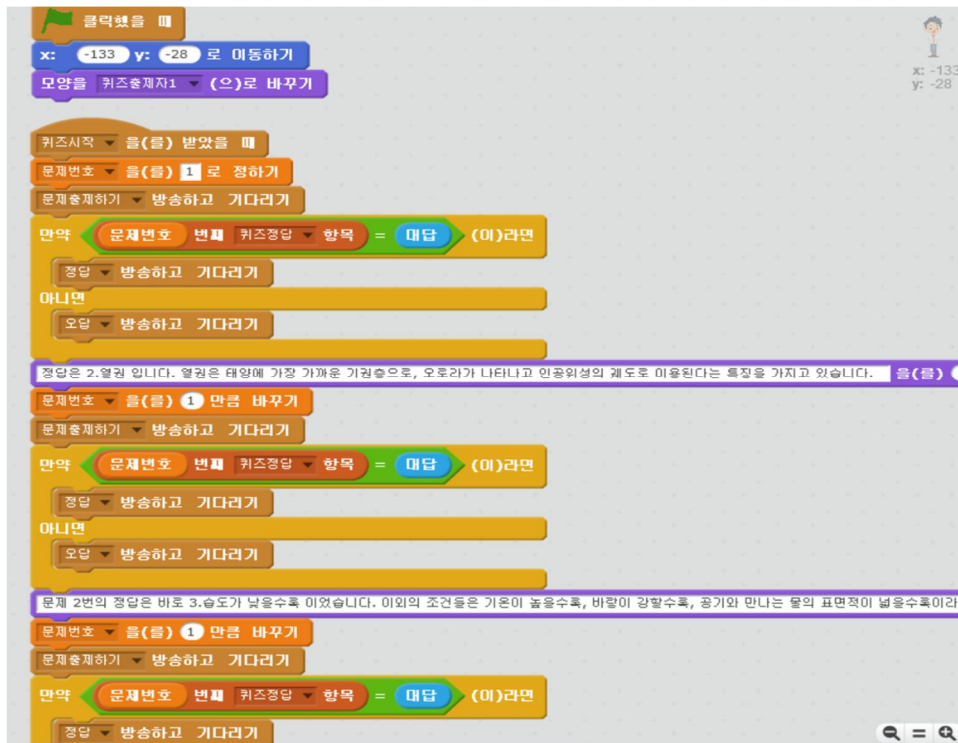 클릭했을 때
x: -133 y: -28 로 이동하기
모양을 퀴즈출제자1 (으)로 바꾸기
x: -133
y: -28
퀴즈시작 을(를) 받았을 때
문제번호 을(를) 1 로 정하기
문제출제하기 방송하고 기다리기
만약 문제번호 번째 퀴즈정답 항목 = 대답 (이)라면
정답 방송하고 기다리기
아니면
오답 방송하고 기다리기
정답은 2.열권 입니다. 열권은 태양에 가장 가까운 기권층으로, 오로라가 나타나고 인공위성의 궤도로 이용된다는 특징을 가지고 있습니다. 을(를)
문제번호 을(를) 1 만큼 바꾸기
문제출제하기 방송하고 기다리기
만약 문제번호 번째 퀴즈정답 항목 = 대답 (이)라면
정답 방송하고 기다리기
아니면
오답 방송하고 기다리기
문제 2번의 정답은 바로 3.습도가 낮을수록 이었습니다. 이외의 조건들은 기온이 높을수록, 바람이 강할수록, 공기와 만나는 물의 표면적이 넓을수록이라
문제번호 을(를) 1 만큼 바꾸기
문제출제하기 방송하고 기다리기
만약 문제번호 번째 퀴즈정답 항목 = 대답 (이)라면
정답 방송하고 기다리기